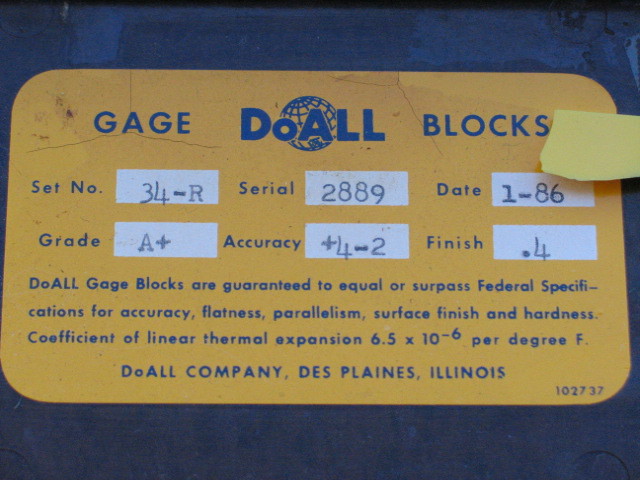 GAGE DoALL BLOCKS
Set No. 34-R Serial 2889 Date 1-86
Grade A+ Accuracy +4-2 Finish .4
DoALL Gage Blocks are guaranteed to equal or surpass Federal Specifi-
cations for accuracy, flatness, parallelism, surface finish and hardness.
Coefficient of linear thermal expansion 6.5 x 10⁻⁶ per degree F.
DoALL COMPANY, DES PLAINES, ILLINOIS
102737